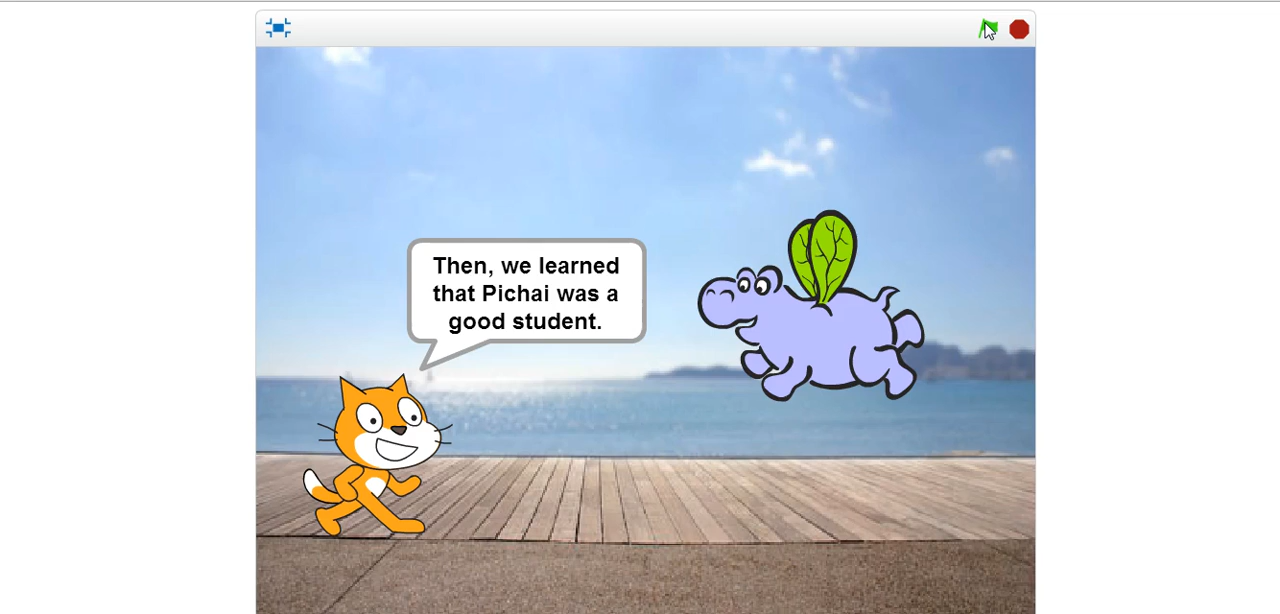 Then, we learned
that Pichai was a
good student.